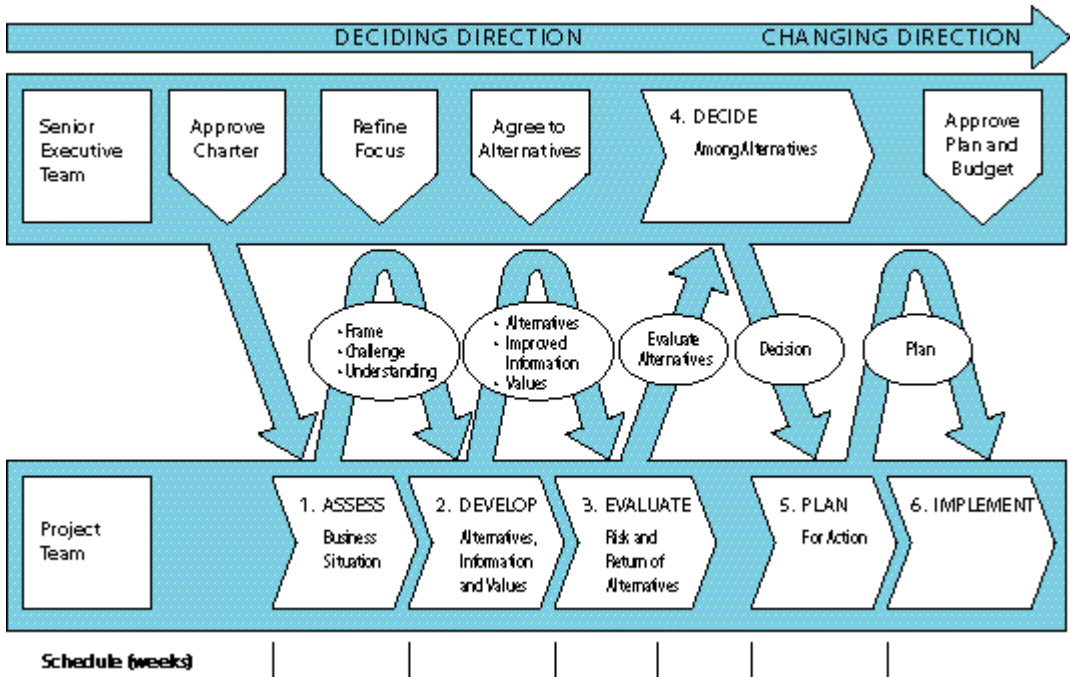 DECIDING DIRECTION
CHANGING DIRECTION
Senior
Executive
Team
Approve
Charter
Refine
Focus
Agree to
Alternatives
4. DECIDE
Among Alternatives
Approve
Plan and
Budget
• Frame
• Challenge
• Understanding
• Alternatives
• Improved
Information
• Values
Evaluate
Alternatives
Decision
Plan
Project
Team
1. ASSESS
Business
Situation
2. DEVELOP
Alternatives,
Information
and Values
3. EVALUATE
Risk and
Return of
Alternatives
5. PLAN
For Action
6. IMPLEMENT
Schedule (weeks)